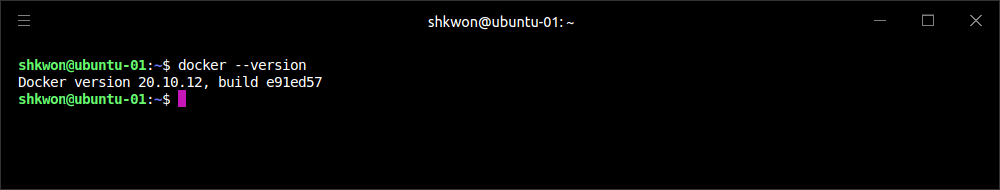 shkwon@ubuntu-01: ~
shkwon@ubuntu-01:~$ docker --version
Docker version 20.10.12, build e91ed57
shkwon@ubuntu-01:~$